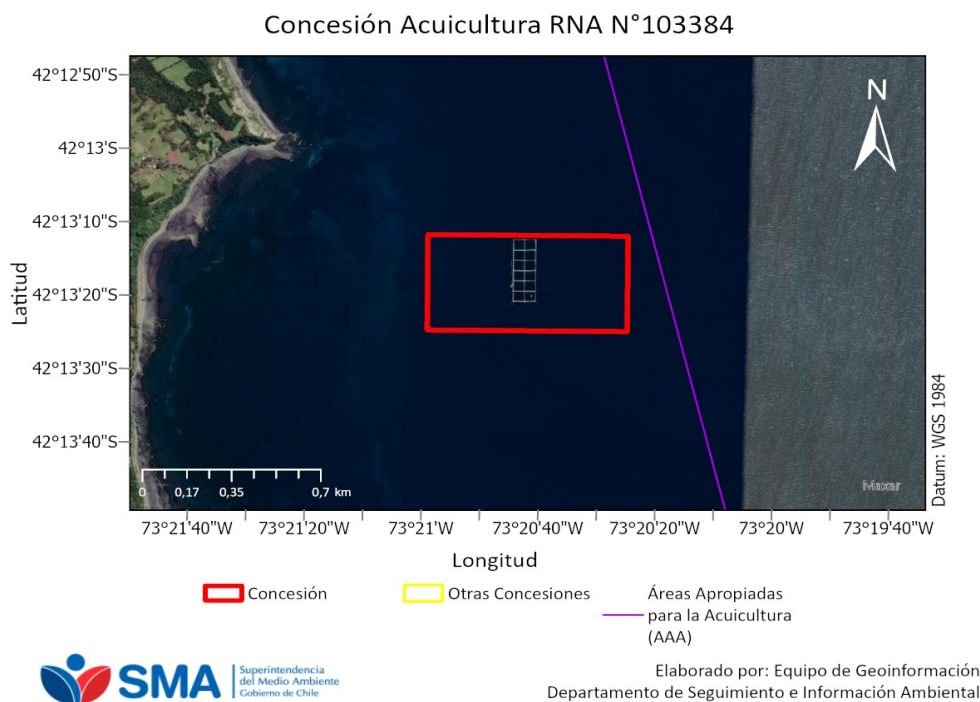 Concesión Acuicultura RNA N°103384
42°12'50"S
42°13'S
42°13'10"S
42°13'20"S
42°13'30"S
42°13'40"S
Latitud
N
Datum: WGS 1984
0 0,17 0,35 0,7 km
Maxar
73°21'40"W 73°21'20"W 73°21'W 73°20'40"W 73°20'20"W 73°20'W 73°19'40"W
Longitud
Concesión
Otras Concesiones
Áreas Apropiadas
para la Acuicultura
(AAA)
SMA
Superintendencia
del Medio Ambiente
Gobierno de Chile
Elaborado por: Equipo de Geoinformación
Departamento de Seguimiento e Información Ambiental